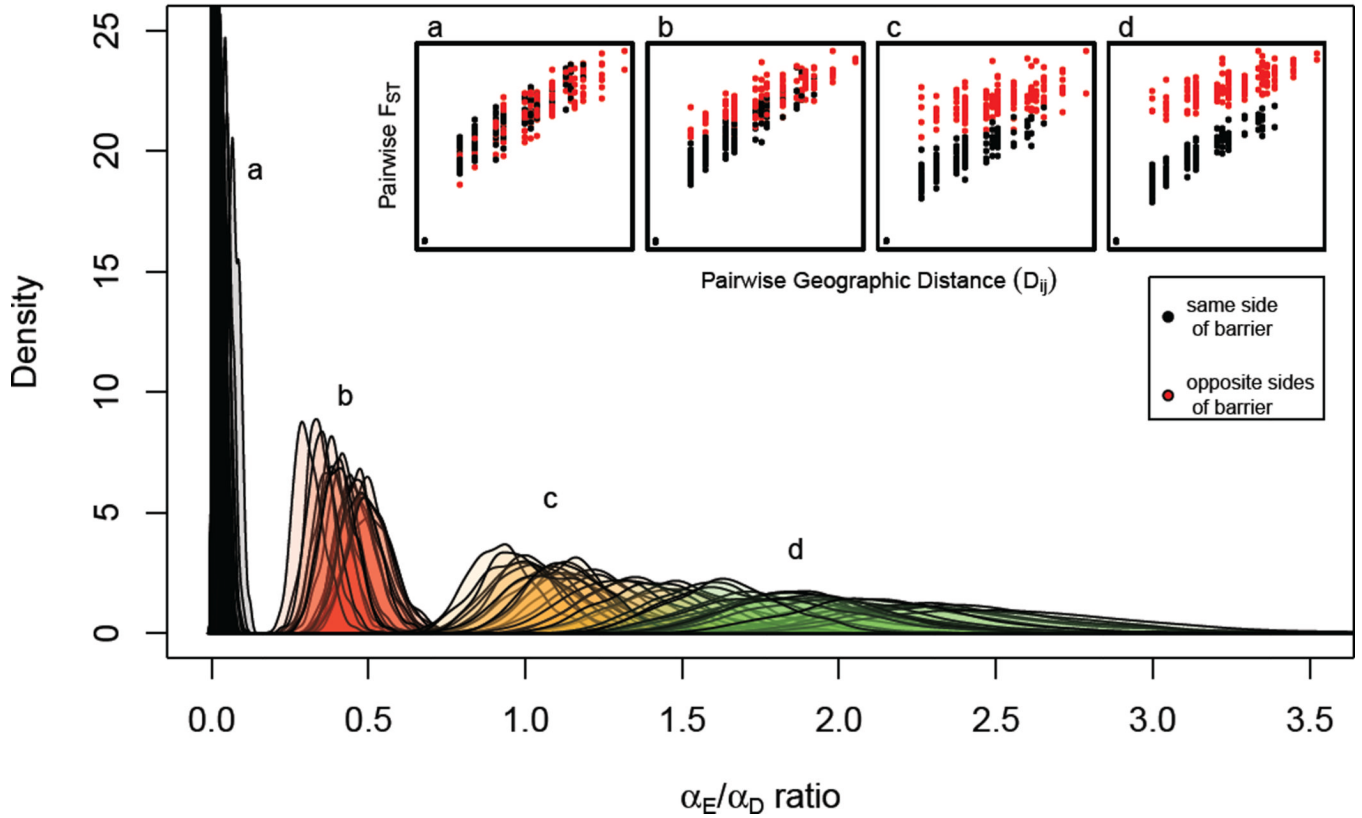 a
b
c
d
Pairwise FST
Pairwise Geographic Distance (Dij)
same side
of barrier
opposite sides
of barrier
Density
25
20
15
10
5
0
a
b
c
d
0.0 0.5 1.0 1.5 2.0 2.5 3.0 3.5
αE/αD ratio